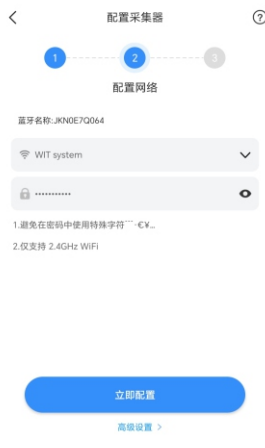 配置采集器
1 2 3
配置网络
蓝牙名称:JKN0E7Q064
WIT system
•••••••••••
1.避免在密码中使用特殊字符```·€¥...
2.仅支持 2.4GHz WiFi
立即配置
高级设置 >